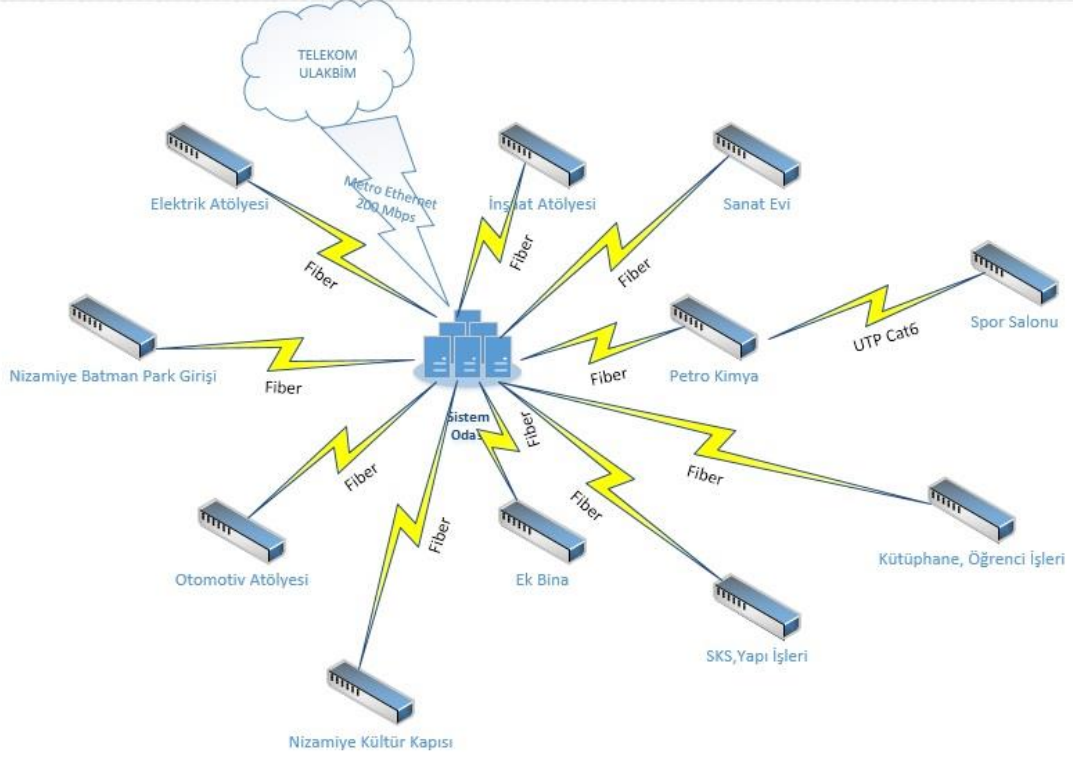 TELEKOM
ULAKBİM
Metro Ethernet
200 Mbps
Elektrik Atölyesi
İnşaat Atölyesi
Sanat Evi
Fiber
Fiber
Fiber
Spor Salonu
UTP Cat6
Nizamiye Batman Park Girişi
Fiber
Fiber
Petro Kimya
Sistem
Odası
Fiber
Fiber
Fiber
Fiber
Fiber
Fiber
Kütüphane, Öğrenci İşleri
Otomotiv Atölyesi
Ek Bina
SKS,Yapı İşleri
Nizamiye Kültür Kapısı